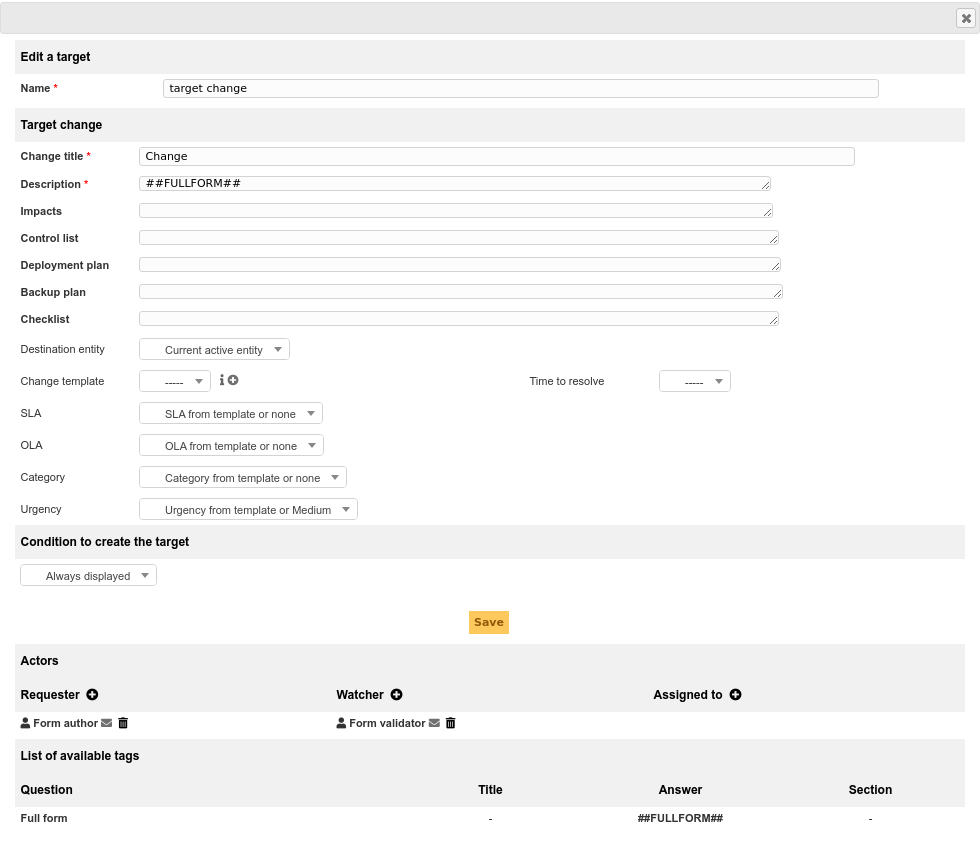 Edit a target
Name * target change
Target change
Change title * Change
Description * ##FULLFORM##
Impacts
Control list
Deployment plan
Backup plan
Checklist
Destination entity Current active entity
Change template ----- Time to resolve -----
SLA SLA from template or none
OLA OLA from template or none
Category Category from template or none
Urgency Urgency from template or Medium
Condition to create the target
Always displayed
Save
Actors
Requester Watcher Assigned to
Form author Form validator
List of available tags
Question Title Answer Section
Full form - ##FULLFORM## -